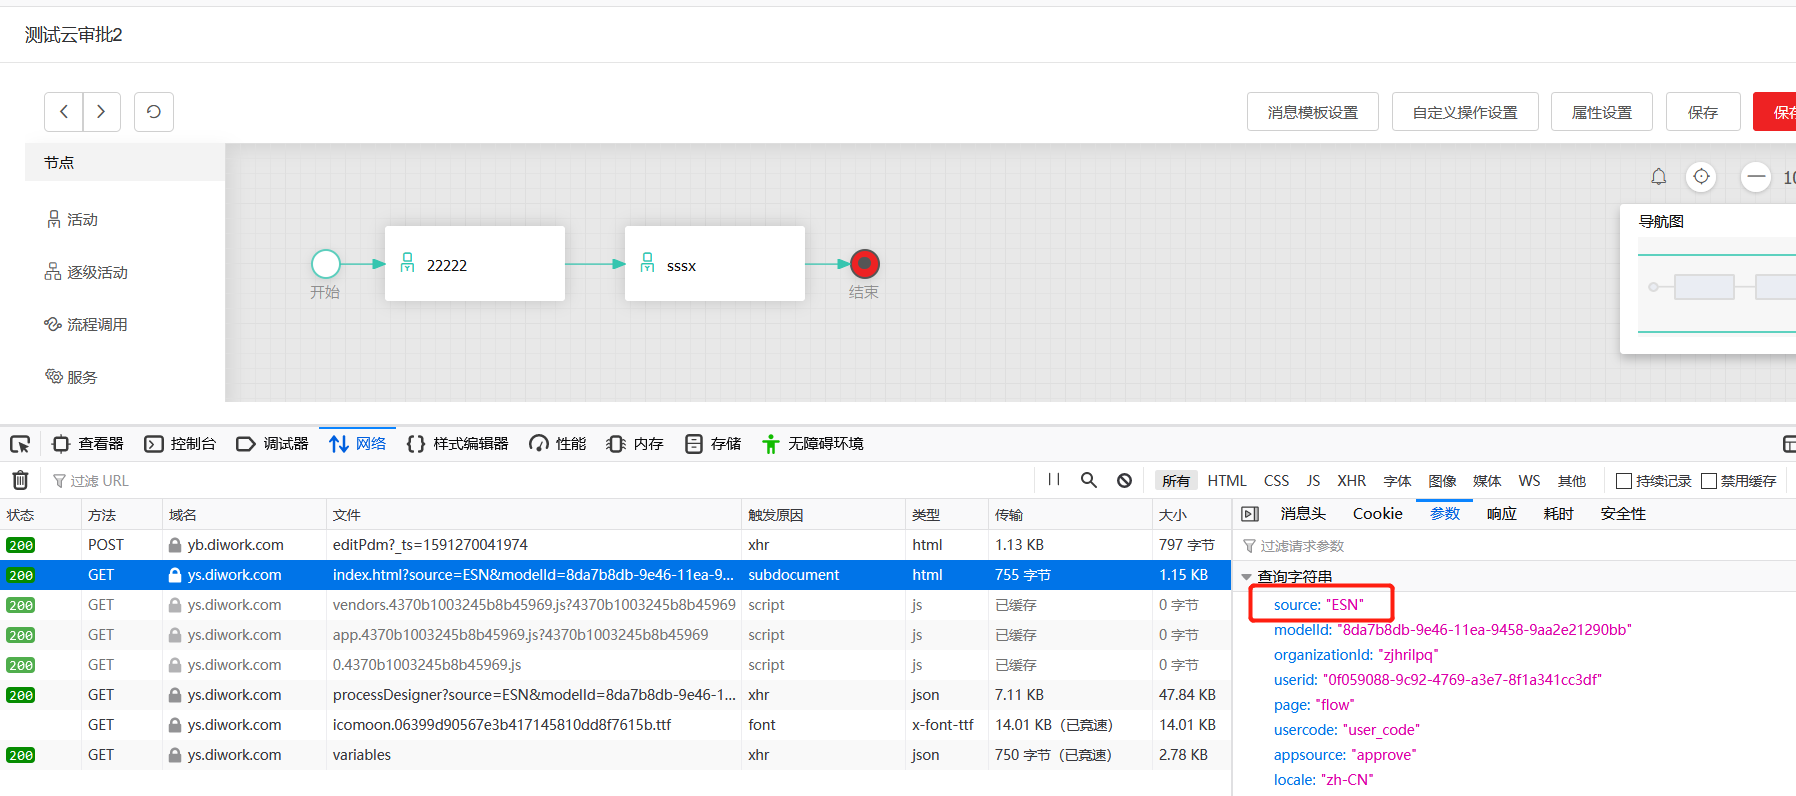 测试云审批2
消息模板设置 自定义操作设置 属性设置 保存 保存
节点
活动
逐级活动
流程调用
服务
开始
22222
sssx
结束
10
导航图
查看器 控制台 调试器 网络 样式编辑器 性能 内存 存储 无障碍环境
过滤 URL
所有 HTML CSS JS XHR 字体 图像 媒体 WS 其他 持续记录 禁用缓存
状态 方法 域名 文件 触发原因 类型 传输 大小
消息头 Cookie 参数 响应 耗时 安全性
200 POST yb.diwork.com editPdm?_ts=1591270041974 xhr html 1.13 KB 797 字节
过滤请求参数
200 GET ys.diwork.com index.html?source=ESN&modelId=8da7b8db-9e46-11ea-9... subdocument html 755 字节 1.15 KB
查询字符串
200 GET ys.diwork.com vendors.4370b1003245b8b45969.js?4370b1003245b8b45969 script js 已缓存 0 字节
source: "ESN"
200 GET ys.diwork.com app.4370b1003245b8b45969.js?4370b1003245b8b45969 script js 已缓存 0 字节
modelId: "8da7b8db-9e46-11ea-9458-9aa2e21290bb"
200 GET ys.diwork.com 0.4370b1003245b8b45969.js script js 已缓存 0 字节
organizationId: "zjhrilpq"
userid: "0f059088-9c92-4769-a3e7-8f1a341cc3df"
200 GET ys.diwork.com processDesigner?source=ESN&modelId=8da7b8db-9e46-1... xhr json 7.11 KB 47.84 KB
page: "flow"
GET ys.diwork.com icomoon.06399d90567e3b417145810dd8f7615b.ttf font x-font-ttf 14.01 KB（已竞速） 14.01 KB
usercode: "user_code"
200 GET ys.diwork.com variables xhr json 750 字节（已竞速） 2.78 KB
appsource: "approve"
locale: "zh-CN"